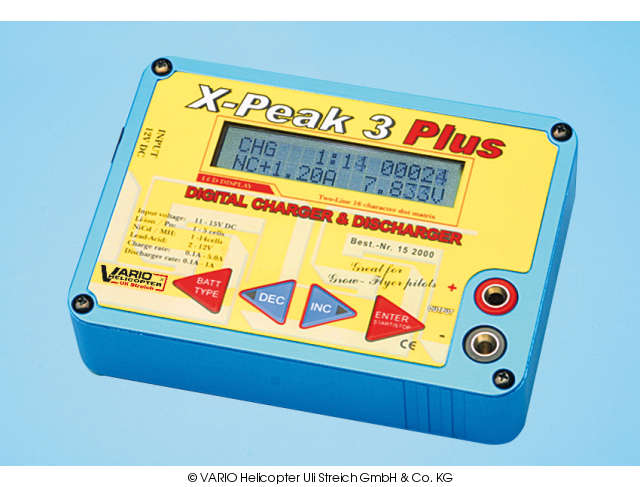 X-Peak 3 Plus
INPUT
12V DC
CHG 1:14 00024
NC+1.20A 7.833V
LCD DISPLAY
Two-Line 16 character dot matrix
DIGITAL CHARGER & DISCHARGER
Input voltage: 11 - 15V DC
Li-ion / Po: 1 - 5 cells
NiCd / MH: 1 - 14cells
Lead-Acid: 2 - 12V
Charge rate: 0.1A - 5.0A
Discharge rate: 0.1A - 1A
Best.-Nr. 15 2000
Great for
Grow-Flyer pilots
VARIO
HELICOPTER
Uli Streich
BATT
TYPE
DEC
INC
ENTER
START/STOP
+
OUTPUT
-
CE
© VARIO Helicopter Uli Streich GmbH & Co. KG